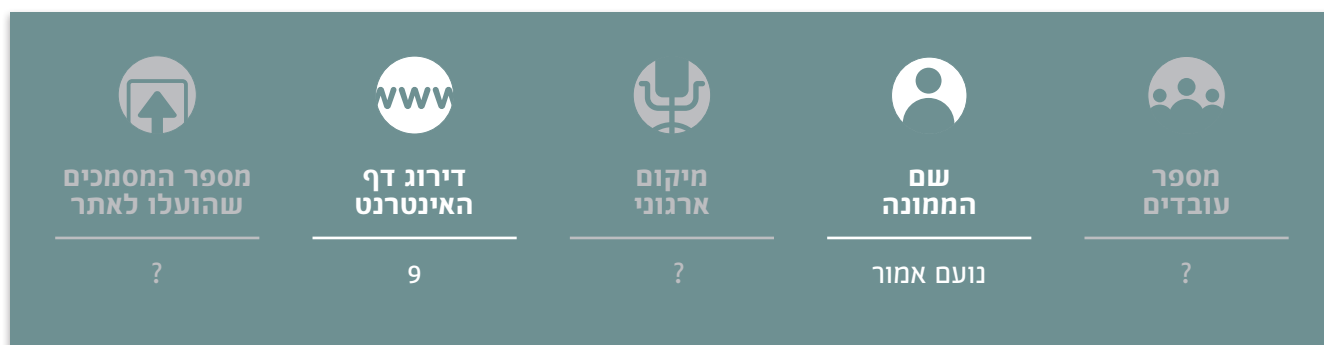 מספר
עובדים
?
שם
הממונה
נועם אמור
מיקום
ארגוני
?
www
דירוג דף
האינטרנט
9
מספר המסמכים
שהועלו לאתר
?